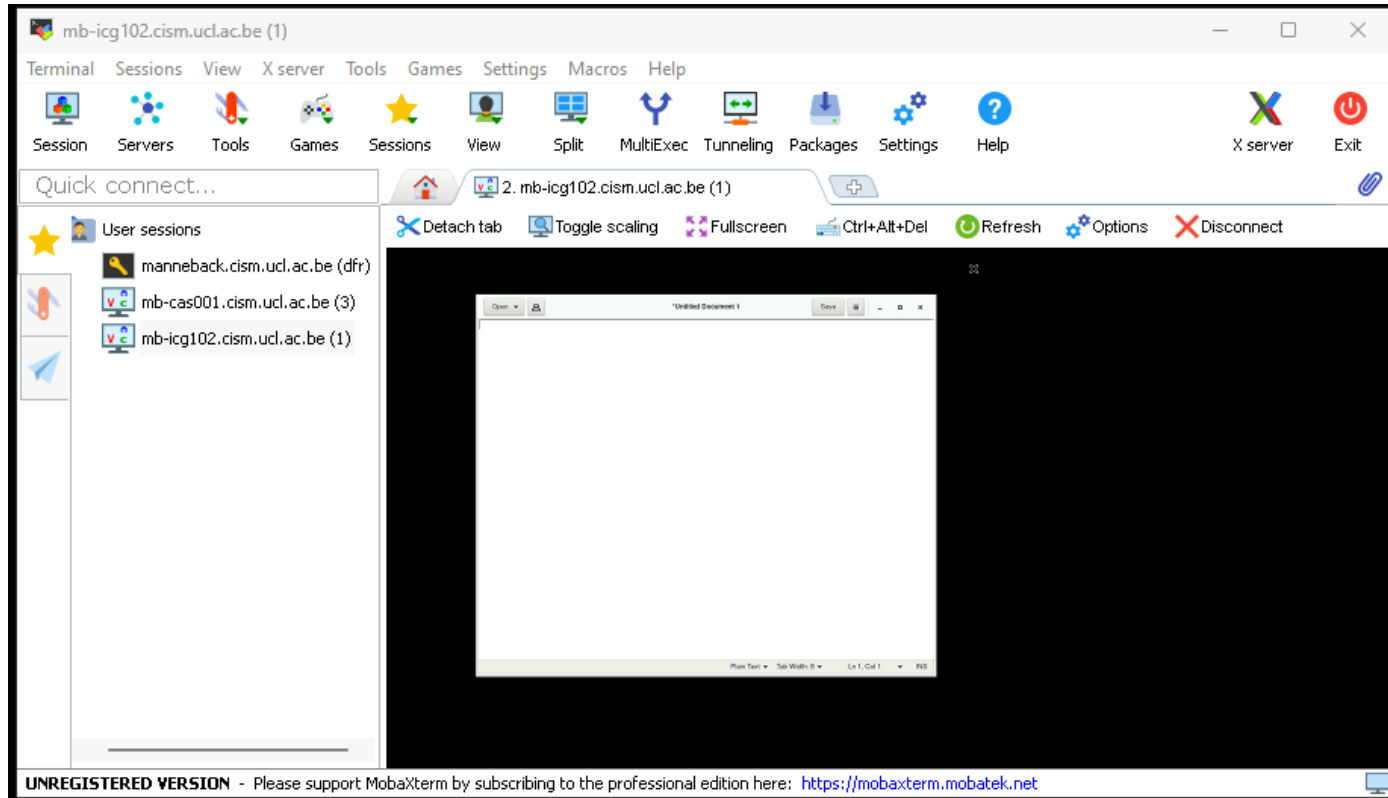 mb-icg102.cism.ucl.ac.be (1)
Terminal Sessions View X server Tools Games Settings Macros Help
Session Servers Tools Games Sessions View Split MultiExec Tunneling Packages Settings Help X server Exit
Quick connect...
2. mb-icg102.cism.ucl.ac.be (1)
Detach tab Toggle scaling Fullscreen Ctrl+Alt+Del Refresh Options Disconnect
User sessions
manneback.cism.ucl.ac.be (dfr)
mb-cas001.cism.ucl.ac.be (3)
mb-icg102.cism.ucl.ac.be (1)
Open *Untitled Document 1 Save
Plain Text Tab Width: 8 Ln 1, Col 1 INS
UNREGISTERED VERSION - Please support MobaXterm by subscribing to the professional edition here: https://mobaxterm.mobatek.net